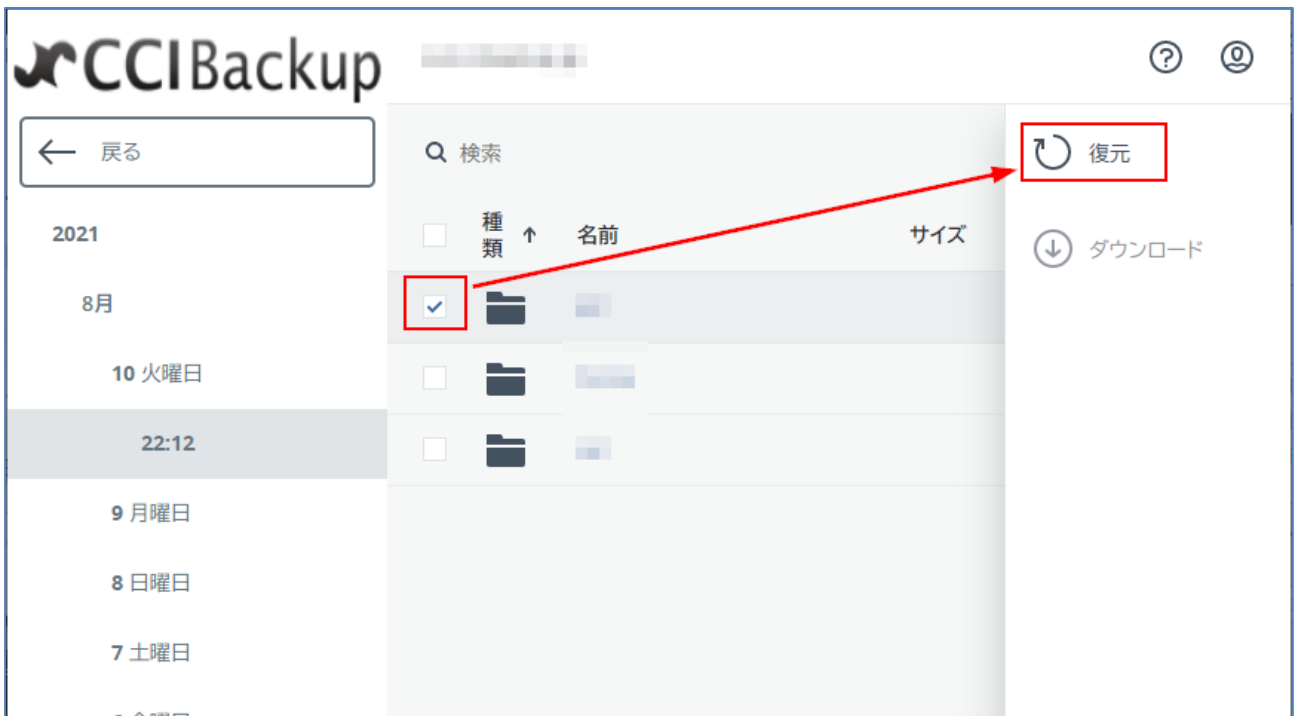 CCIBackup
戻る
2021
8月
10 火曜日
22:12
9 月曜日
8 日曜日
7 土曜日
検索
種類 名前 サイズ
復元
ダウンロード